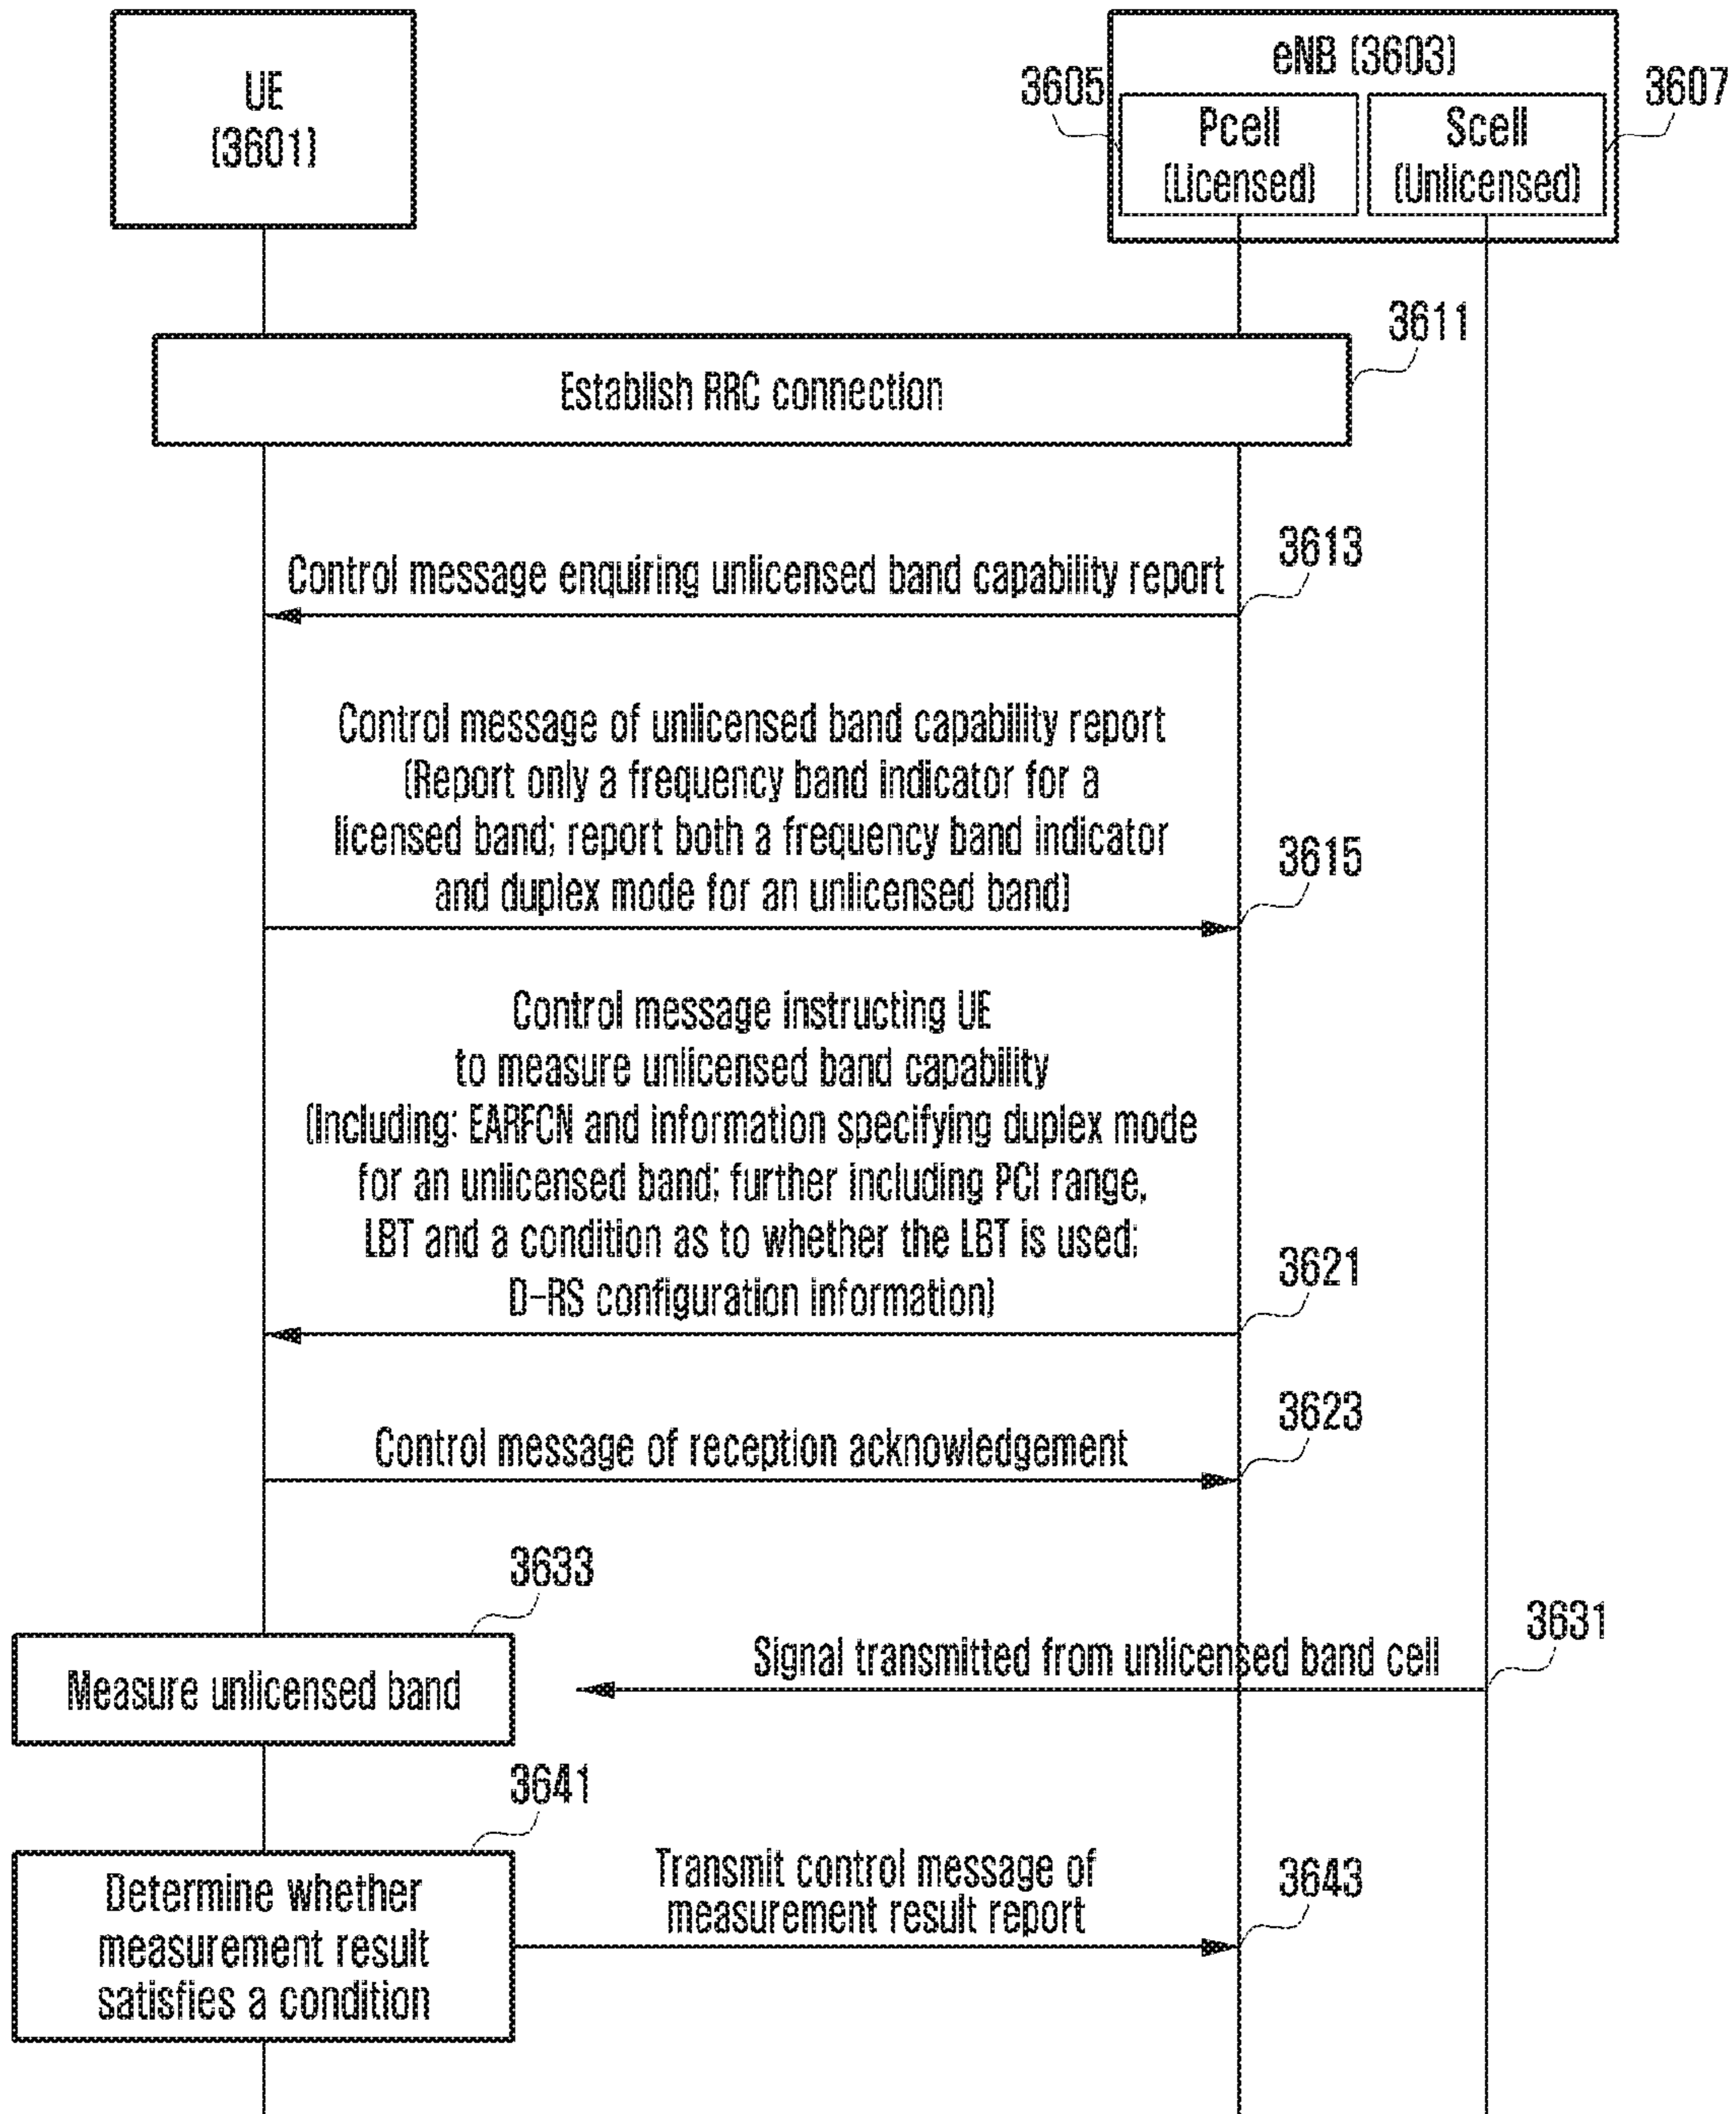 UE
(3601)
eNB (3603)
3605
Pcell
(Licensed)
Scell
(Unlicensed)
3607
3611
Establish RRC connection
3613
Control message enquiring unlicensed band capability report
Control message of unlicensed band capability report
(Report only a frequency band indicator for a
licensed band; report both a frequency band indicator
and duplex mode for an unlicensed band)
3615
Control message instructing UE
to measure unlicensed band capability
(Including: EARFCN and information specifying duplex mode
for an unlicensed band; further including PCI range,
LBT and a condition as to whether the LBT is used;
D-RS configuration information)
3621
3623
Control message of reception acknowledgement
3633
Measure unlicensed band
Signal transmitted from unlicensed band cell
3631
3641
Determine whether
measurement result
satisfies a condition
Transmit control message of
measurement result report
3643